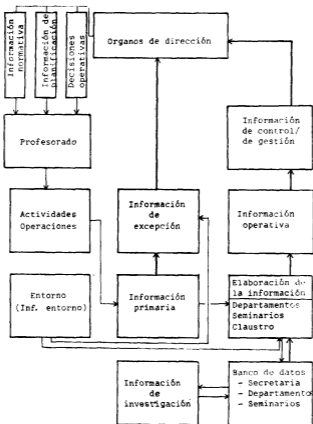 Información
normativa
Información de
planificación
Decisiones
operativas
Organos de dirección
Profesorado
Información
de control/
de gestión
Actividades
Operaciones
Información
de
excepción
Información
operativa
Entorno
(Inf. entorno)
Información
primaria
Elaboración de
la información
Departamentos
Seminarios
Claustro
Información
de
investigación
Banco de datos
- Secretaria
- Departamento
- Seminarios